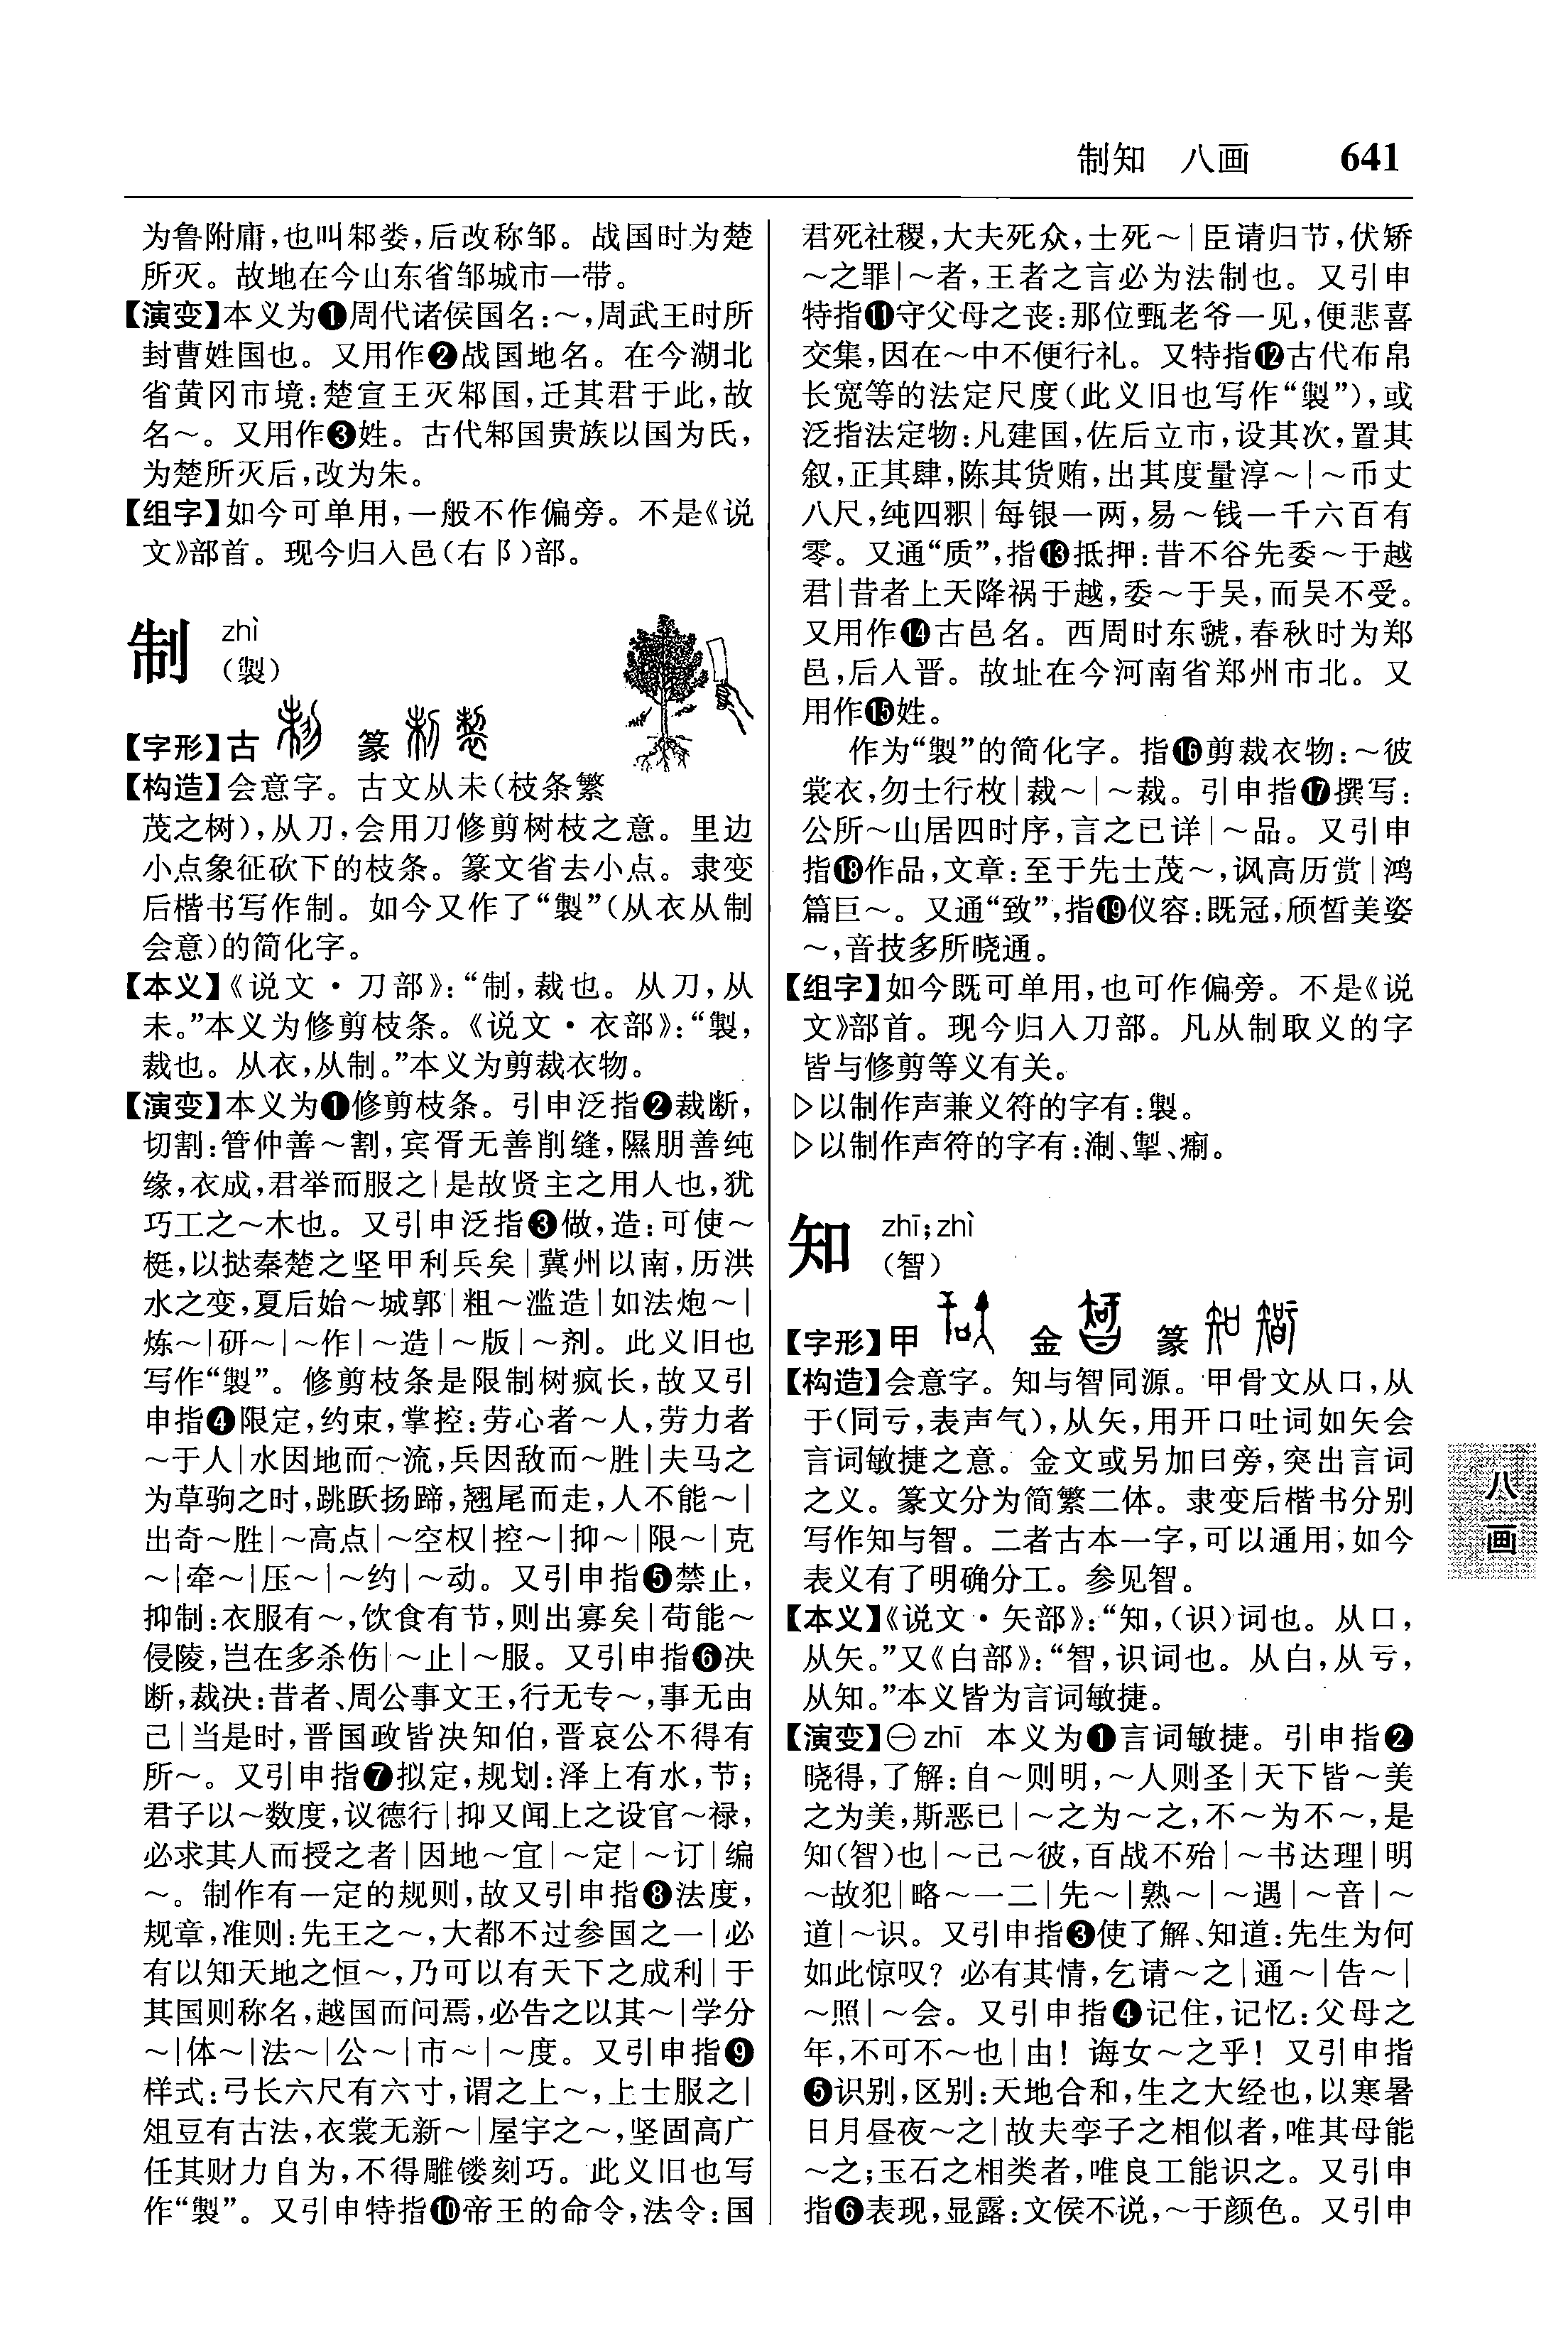 制知　八画　641
为鲁附庸,也叫邾娄,后改称邹。战国时为楚
所灭。故地在今山东省邹城市一带。
【演变】本义为❶周代诸侯国名:～,周武王时所
封曹姓国也。又用作❷战国地名。在今湖北
省黄冈市境:楚宣王灭邾国,迁其君于此,故
名～。又用作❸姓。古代邾国贵族以国为氏,
为楚所灭后,改为朱。
【组字】如今可单用,一般不作偏旁。不是《说
文》部首。现今归入邑(右阝)部。
制 zhì
(製)
【字形】古 篆
【构造】会意字。古文从未(枝条繁
茂之树),从刀,会用刀修剪树枝之意。里边
小点象征砍下的枝条。篆文省去小点。隶变
后楷书写作制。如今又作了“製”(从衣从制
会意)的简化字。
【本义】《说文·刀部》:“制,裁也。从刀,从
未。”本义为修剪枝条。《说文·衣部》:“製,
裁也。从衣,从制。”本义为剪裁衣物。
【演变】本义为❶修剪枝条。引申泛指❷裁断,
切割:管仲善～割,宾胥无善削缝,隰朋善纯
缘,衣成,君举而服之|是故贤主之用人也,犹
巧工之～木也。又引申泛指❸做,造:可使～
梃,以挞秦楚之坚甲利兵矣|冀州以南,历洪
水之变,夏后始～城郭|粗～滥造|如法炮～|
炼～|研～|～作|～造|～版|～剂。此义旧也
写作“製”。修剪枝条是限制树疯长,故又引
申指❹限定,约束,掌控:劳心者～人,劳力者
～于人|水因地而～流,兵因敌而～胜|夫马之
为草驹之时,跳跃扬蹄,翘尾而走,人不能～|
出奇～胜|～高点|～空权|控～|抑～|限～|克
～|牵～|压～|～约|～动。又引申指❺禁止,
抑制:衣服有～,饮食有节,则出寡矣|苟能～
侵陵,岂在多杀伤|～止|～服。又引申指❻决
断,裁决:昔者、周公事文王,行无专～,事无由
己|当是时,晋国政皆决知伯,晋哀公不得有
所～。又引申指❼拟定,规划:泽上有水,节;
君子以～数度,议德行|抑又闻上之设官～禄,
必求其人而授之者|因地～宜|～定|～订|编
～。制作有一定的规则,故又引申指❽法度,
规章,准则:先王之～,大都不过参国之一|必
有以知天地之恒～,乃可以有天下之成利|于
其国则称名,越国而问焉,必告之以其～|学分
～|体～|法～|公～|市～|～度。又引申指❾
样式:弓长六尺有六寸,谓之上～,上士服之|
俎豆有古法,衣裳无新～|屋宇之～,坚固高广
任其财力自为,不得雕镂刻巧。此义旧也写
作“製”。又引申特指❿帝王的命令,法令:国
君死社稷,大夫死众,士死～|臣请归节,伏矫
～之罪|～者,王者之言必为法制也。又引申
特指⓫守父母之丧:那位甄老爷一见,便悲喜
交集,因在～中不便行礼。又特指⓬古代布帛
长宽等的法定尺度(此义旧也写作“製”),或
泛指法定物:凡建国,佐后立市,设其次,置其
叙,正其肆,陈其货贿,出其度量淳～|～币丈
八尺,纯四㓵|每银一两,易～钱一千六百有
零。又通“质”,指⓭抵押:昔不谷先委～于越
君|昔者上天降祸于越,委～于吴,而吴不受。
又用作⓮古邑名。西周时东虢,春秋时为郑
邑,后入晋。故址在今河南省郑州市北。又
用作⓯姓。
作为“製”的简化字。指⓰剪裁衣物:～彼
裳衣,勿士行枚|裁～|～裁。引申指⓱撰写:
公所～山居四时序,言之已详|～品。又引申
指⓲作品,文章:至于先士茂～,讽高历赏|鸿
篇巨～。又通“致”,指⓳仪容:既冠,颀皙美姿
～,音技多所晓通。
【组字】如今既可单用,也可作偏旁。不是《说
文》部首。现今归入刀部。凡从制取义的字
皆与修剪等义有关。
▷以制作声兼义符的字有:製。
▷以制作声符的字有:淛、掣、痸。
知 zhī;zhì
(智)
【字形】甲 金 篆
【构造】会意字。知与智同源。甲骨文从口,从
于(同亏,表声气),从矢,用开口吐词如矢会
言词敏捷之意。金文或另加曰旁,突出言词
之义。篆文分为简繁二体。隶变后楷书分别
写作知与智。二者古本一字,可以通用,如今
表义有了明确分工。参见智。
【本义】《说文·矢部》:“知,(识)词也。从口,
从矢。”又《白部》:“智,识词也。从白,从亏,
从知。”本义皆为言词敏捷。
【演变】㊀zhī 本义为❶言词敏捷。引申指❷
晓得,了解:自～则明,～人则圣|天下皆～美
之为美,斯恶已|～之为～之,不～为不～,是
知(智)也|～己～彼,百战不殆|～书达理|明
～故犯|略～一二|先～|熟～|～遇|～音|～
道|～识。又引申指❸使了解、知道:先生为何
如此惊叹？必有其情,乞请～之|通～|告～|
～照|～会。又引申指❹记住,记忆:父母之
年,不可不～也|由！诲女～之乎！又引申指
❺识别,区别:天地合和,生之大经也,以寒暑
日月昼夜～之|故夫孪子之相似者,唯其母能
～之;玉石之相类者,唯良工能识之。又引申
指❻表现,显露:文侯不说,～于颜色。又引申
八画